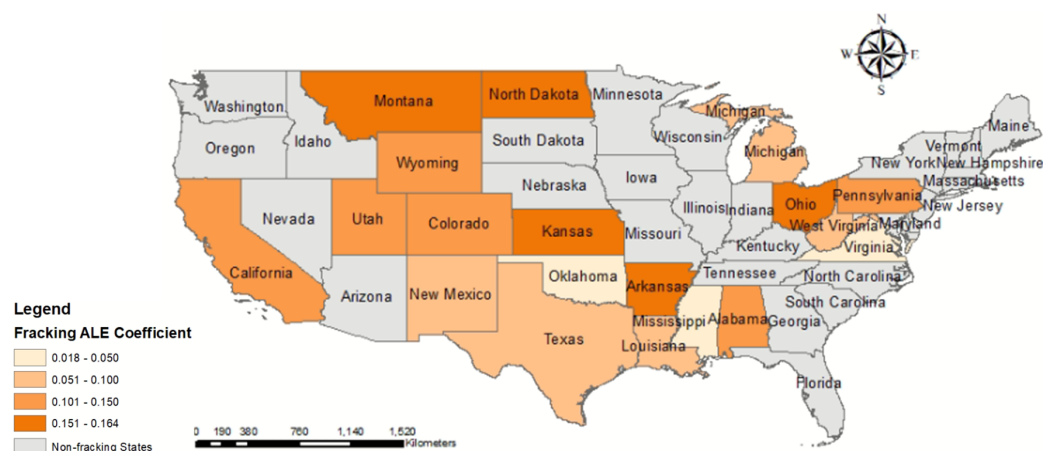 N
W E
S
Washington
Montana
North Dakota
Minnesota
Michigan
Maine
Oregon
Idaho
South Dakota
Wisconsin
Michigan
Vermont
New York
New Hampshire
Wyoming
Massachusetts
Nebraska
Iowa
Pennsylvania
New Jersey
Nevada
Utah
Colorado
Illinois
Indiana
Ohio
Maryland
West Virginia
Kansas
Missouri
Kentucky
Virginia
California
Oklahoma
Tennessee
North Carolina
Arizona
New Mexico
Arkansas
South Carolina
Mississippi
Alabama
Georgia
Texas
Louisiana
Florida
Legend
Fracking ALE Coefficient
0.018 - 0.050
0.051 - 0.100
0.101 - 0.150
0.151 - 0.164
Non-fracking States
0 190 380 760 1,140 1,520
Kilometers